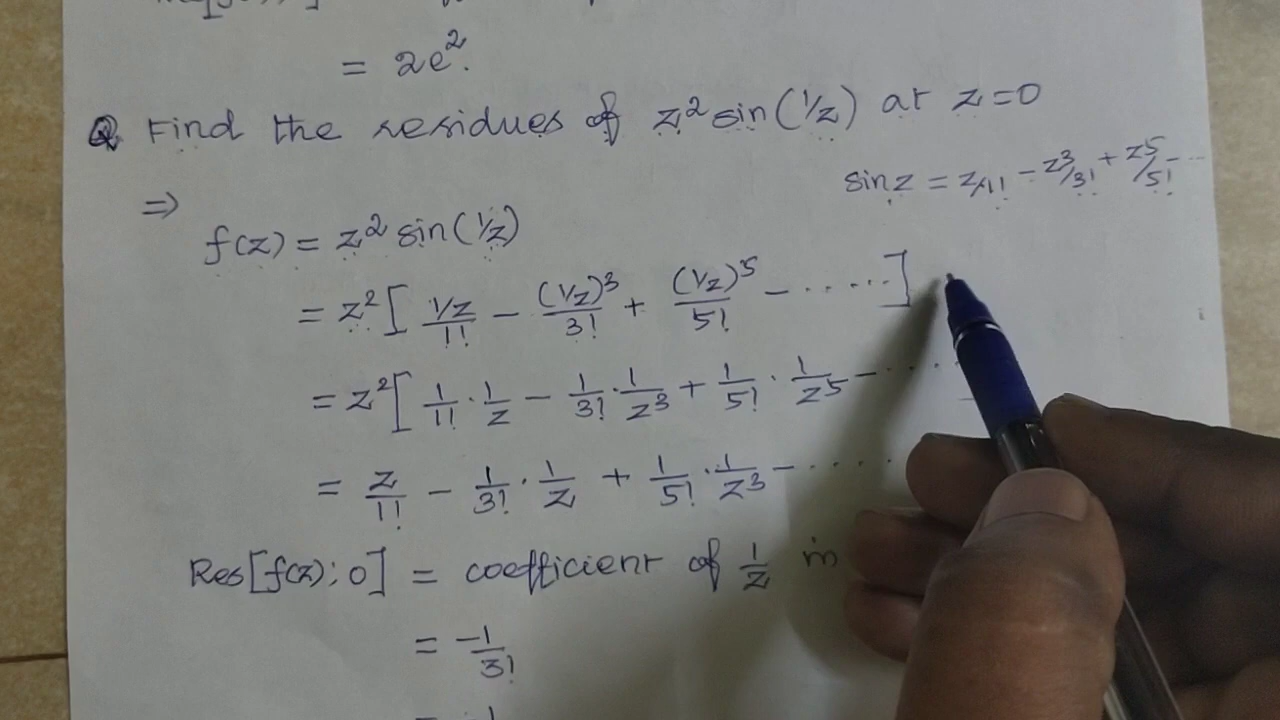 = 2e².
Q Find the residues of z² sin(1/z) at z=0
sin z = z/1! - z³/3! + z⁵/5! - ...
⇒
f(z) = z² sin(1/z)
= z² [ (1/z)/1! - (1/z)³/3! + (1/z)⁵/5! - ...... ]
= z² [ 1/1! · 1/z - 1/3! · 1/z³ + 1/5! · 1/z⁵ - ....
= z/1! - 1/3! · 1/z + 1/5! · 1/z³ - .....
Res[f(z); 0] = coefficient of 1/z in
= -1/3!